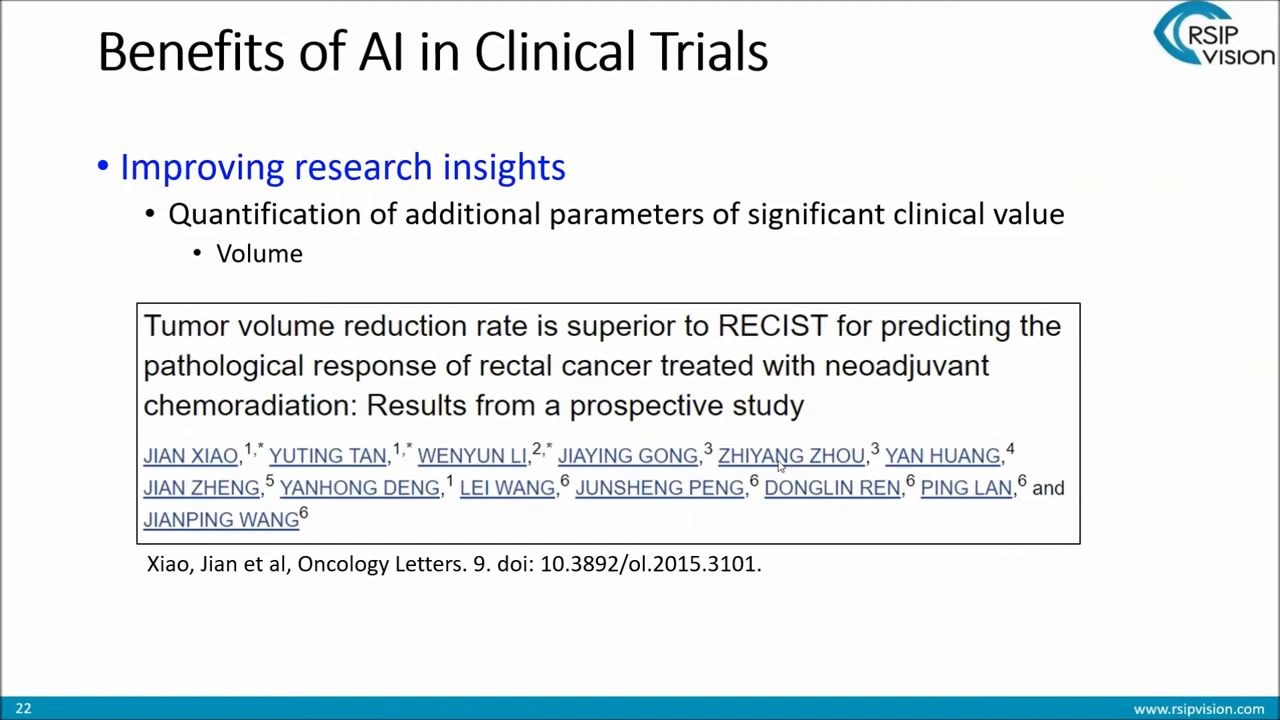 Benefits of AI in Clinical Trials
RSIP
vision
• Improving research insights
• Quantification of additional parameters of significant clinical value
• Volume
Tumor volume reduction rate is superior to RECIST for predicting the
pathological response of rectal cancer treated with neoadjuvant
chemoradiation: Results from a prospective study
JIAN XIAO,1,* YUTING TAN,1,* WENYUN LI,2,* JIAYING GONG,3 ZHIYANG ZHOU,3 YAN HUANG,4
JIAN ZHENG,5 YANHONG DENG,1 LEI WANG,6 JUNSHENG PENG,6 DONGLIN REN,6 PING LAN,6 and
JIANPING WANG6
Xiao, Jian et al, Oncology Letters. 9. doi: 10.3892/ol.2015.3101.
22
www.rsipvision.com